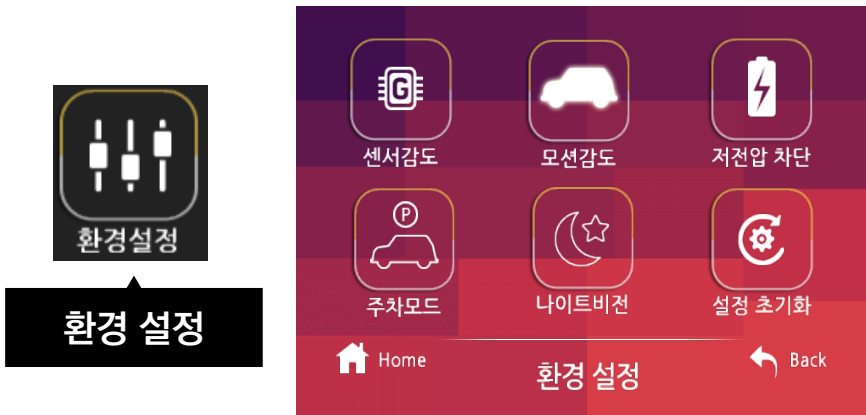 환경설정
환경 설정
G
센서감도
모션감도
저전압 차단
P
주차모드
나이트비전
설정 초기화
Home
환경 설정
Back